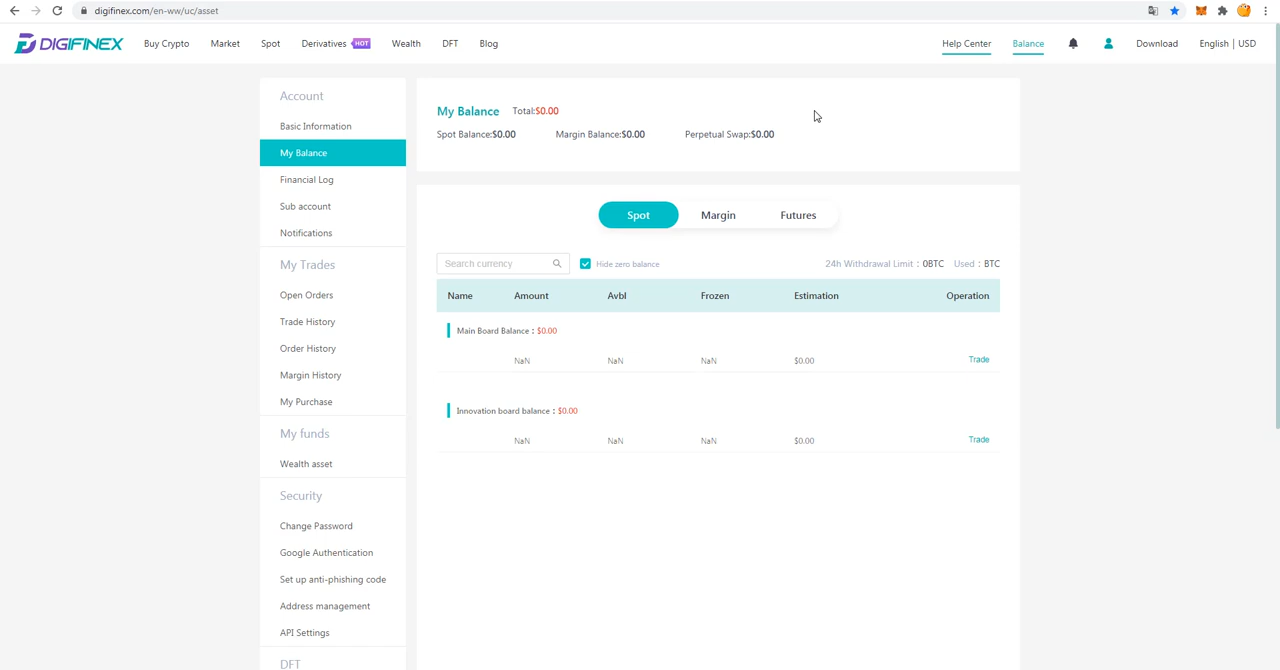 digifinex.com/en-ww/uc/asset
DIGIFINEX Buy Crypto Market Spot Derivatives HOT Wealth DFT Blog Help Center Balance Download English | USD
Account
Basic Information
My Balance
Financial Log
Sub account
Notifications
My Trades
Open Orders
Trade History
Order History
Margin History
My Purchase
My funds
Wealth asset
Security
Change Password
Google Authentication
Set up anti-phishing code
Address management
API Settings
DFT
My Balance Total:$0.00
Spot Balance:$0.00 Margin Balance:$0.00 Perpetual Swap:$0.00
Spot Margin Futures
Search currency Hide zero balance 24h Withdrawal Limit : 0BTC Used : BTC
Name Amount Avbl Frozen Estimation Operation
Main Board Balance : $0.00
NaN NaN NaN $0.00 Trade
Innovation board balance : $0.00
NaN NaN NaN $0.00 Trade